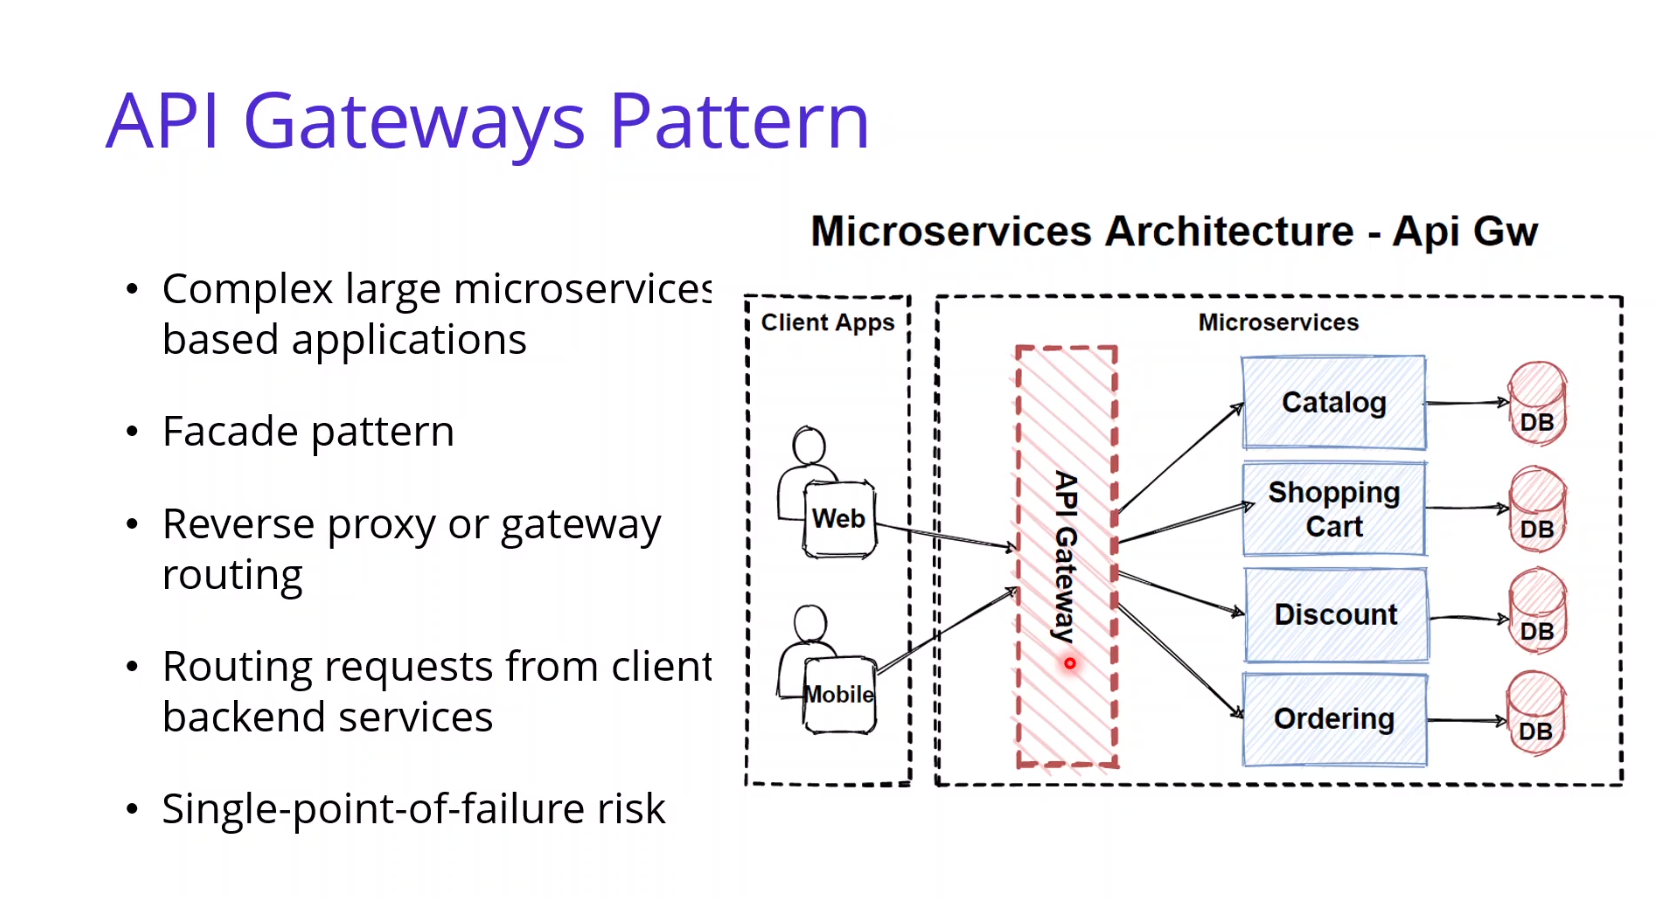 API Gateways Pattern
• Complex large microservices
based applications
• Facade pattern
• Reverse proxy or gateway
routing
• Routing requests from client
backend services
• Single-point-of-failure risk
Microservices Architecture - Api Gw
Client Apps
Web
Mobile
Microservices
API Gateway
Catalog
DB
Shopping
Cart
DB
Discount
DB
Ordering
DB